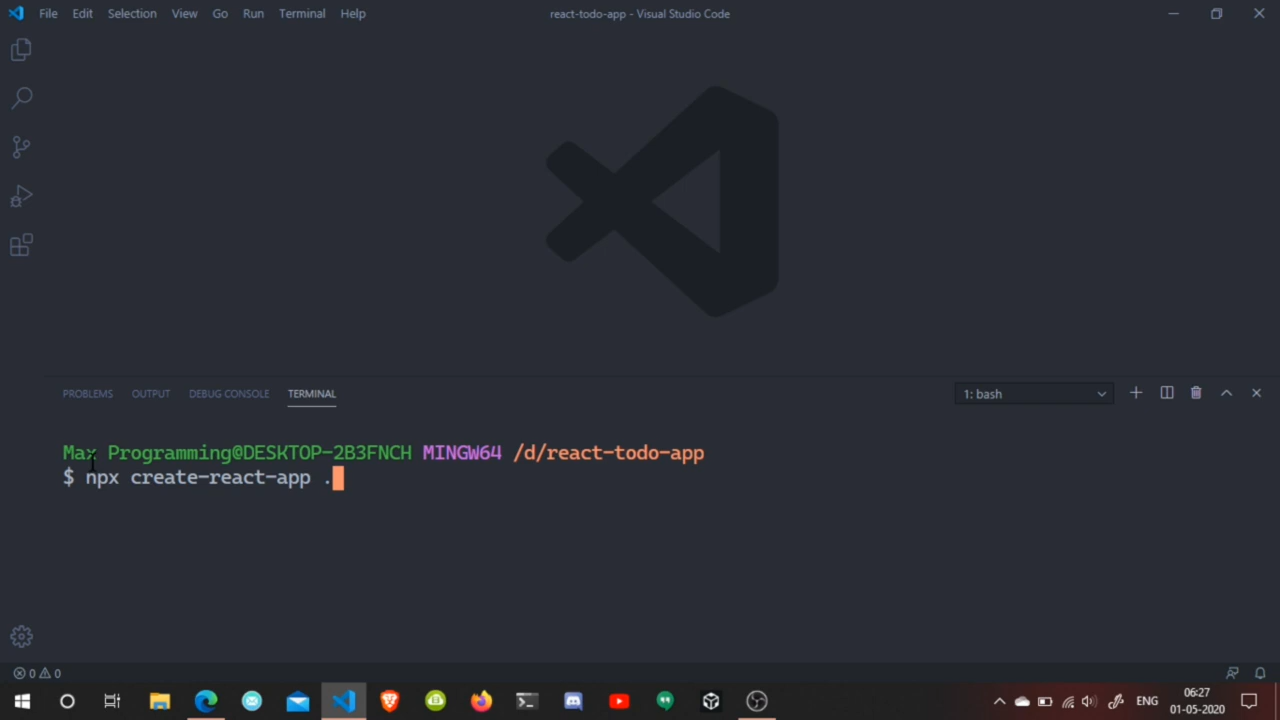 File Edit Selection View Go Run Terminal Help react-todo-app - Visual Studio Code
PROBLEMS OUTPUT DEBUG CONSOLE TERMINAL 1: bash
Max Programming@DESKTOP-2B3FNCH MINGW64 /d/react-todo-app
$ npx create-react-app .
0 0
ENG 06:27
01-05-2020